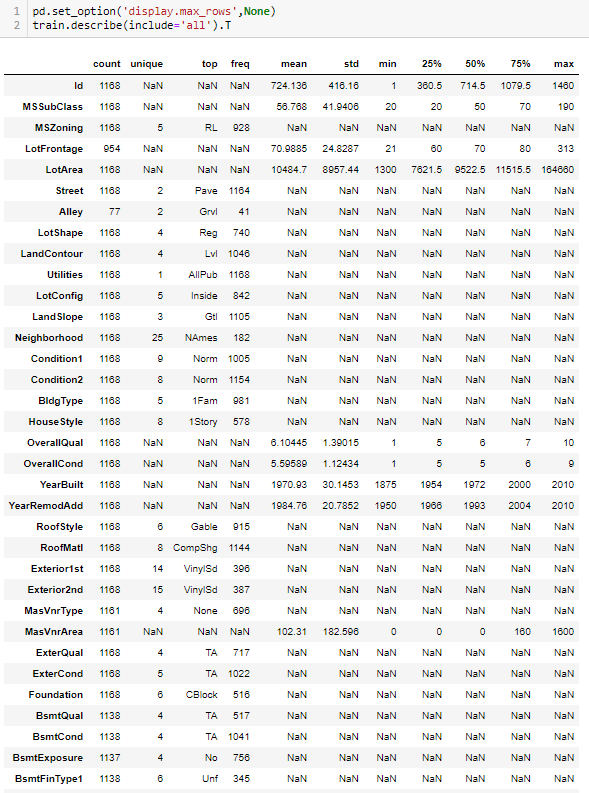 1 pd.set_option('display.max_rows',None)
2 train.describe(include='all').T
count unique top freq mean std min 25% 50% 75% max
Id 1168 NaN NaN NaN 724.136 416.16 1 360.5 714.5 1079.5 1460
MSSubClass 1168 NaN NaN NaN 56.768 41.9406 20 20 50 70 190
MSZoning 1168 5 RL 928 NaN NaN NaN NaN NaN NaN NaN
LotFrontage 954 NaN NaN NaN 70.9885 24.8287 21 60 70 80 313
LotArea 1168 NaN NaN NaN 10484.7 8957.44 1300 7621.5 9522.5 11515.5 164660
Street 1168 2 Pave 1164 NaN NaN NaN NaN NaN NaN NaN
Alley 77 2 Grvl 41 NaN NaN NaN NaN NaN NaN NaN
LotShape 1168 4 Reg 740 NaN NaN NaN NaN NaN NaN NaN
LandContour 1168 4 Lvl 1046 NaN NaN NaN NaN NaN NaN NaN
Utilities 1168 1 AllPub 1168 NaN NaN NaN NaN NaN NaN NaN
LotConfig 1168 5 Inside 842 NaN NaN NaN NaN NaN NaN NaN
LandSlope 1168 3 Gtl 1105 NaN NaN NaN NaN NaN NaN NaN
Neighborhood 1168 25 NAmes 182 NaN NaN NaN NaN NaN NaN NaN
Condition1 1168 9 Norm 1005 NaN NaN NaN NaN NaN NaN NaN
Condition2 1168 8 Norm 1154 NaN NaN NaN NaN NaN NaN NaN
BldgType 1168 5 1Fam 981 NaN NaN NaN NaN NaN NaN NaN
HouseStyle 1168 8 1Story 578 NaN NaN NaN NaN NaN NaN NaN
OverallQual 1168 NaN NaN NaN 6.10445 1.39015 1 5 6 7 10
OverallCond 1168 NaN NaN NaN 5.59589 1.12434 1 5 5 6 9
YearBuilt 1168 NaN NaN NaN 1970.93 30.1453 1875 1954 1972 2000 2010
YearRemodAdd 1168 NaN NaN NaN 1984.76 20.7852 1950 1966 1993 2004 2010
RoofStyle 1168 6 Gable 915 NaN NaN NaN NaN NaN NaN NaN
RoofMatl 1168 8 CompShg 1144 NaN NaN NaN NaN NaN NaN NaN
Exterior1st 1168 14 VinylSd 396 NaN NaN NaN NaN NaN NaN NaN
Exterior2nd 1168 15 VinylSd 387 NaN NaN NaN NaN NaN NaN NaN
MasVnrType 1161 4 None 696 NaN NaN NaN NaN NaN NaN NaN
MasVnrArea 1161 NaN NaN NaN 102.31 182.596 0 0 0 160 1600
ExterQual 1168 4 TA 717 NaN NaN NaN NaN NaN NaN NaN
ExterCond 1168 5 TA 1022 NaN NaN NaN NaN NaN NaN NaN
Foundation 1168 6 CBlock 516 NaN NaN NaN NaN NaN NaN NaN
BsmtQual 1138 4 TA 517 NaN NaN NaN NaN NaN NaN NaN
BsmtCond 1138 4 TA 1041 NaN NaN NaN NaN NaN NaN NaN
BsmtExposure 1137 4 No 756 NaN NaN NaN NaN NaN NaN NaN
BsmtFinType1 1138 6 Unf 345 NaN NaN NaN NaN NaN NaN NaN